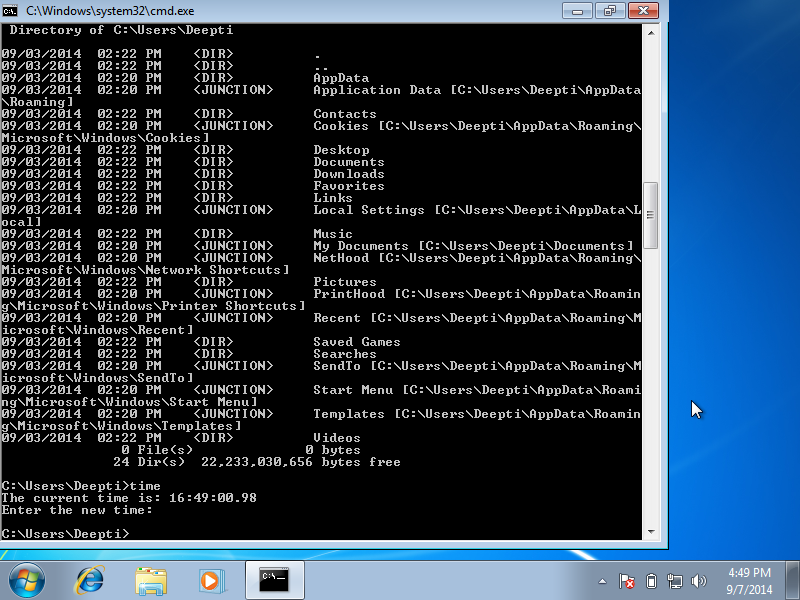 C:\Windows\system32\cmd.exe
Directory of C:\Users\Deepti
09/03/2014  02:22 PM    <DIR>          .
09/03/2014  02:22 PM    <DIR>          ..
09/03/2014  02:20 PM    <DIR>          AppData
09/03/2014  02:20 PM    <JUNCTION>     Application Data [C:\Users\Deepti\AppData
\Roaming]
09/03/2014  02:22 PM    <DIR>          Contacts
09/03/2014  02:20 PM    <JUNCTION>     Cookies [C:\Users\Deepti\AppData\Roaming\
Microsoft\Windows\Cookies]
09/03/2014  02:22 PM    <DIR>          Desktop
09/03/2014  02:22 PM    <DIR>          Documents
09/03/2014  02:22 PM    <DIR>          Downloads
09/03/2014  02:22 PM    <DIR>          Favorites
09/03/2014  02:22 PM    <DIR>          Links
09/03/2014  02:20 PM    <JUNCTION>     Local Settings [C:\Users\Deepti\AppData\L
ocal]
09/03/2014  02:22 PM    <DIR>          Music
09/03/2014  02:20 PM    <JUNCTION>     My Documents [C:\Users\Deepti\Documents]
09/03/2014  02:20 PM    <JUNCTION>     NetHood [C:\Users\Deepti\AppData\Roaming\
Microsoft\Windows\Network Shortcuts]
09/03/2014  02:22 PM    <DIR>          Pictures
09/03/2014  02:20 PM    <JUNCTION>     PrintHood [C:\Users\Deepti\AppData\Roamin
g\Microsoft\Windows\Printer Shortcuts]
09/03/2014  02:20 PM    <JUNCTION>     Recent [C:\Users\Deepti\AppData\Roaming\M
icrosoft\Windows\Recent]
09/03/2014  02:22 PM    <DIR>          Saved Games
09/03/2014  02:22 PM    <DIR>          Searches
09/03/2014  02:20 PM    <JUNCTION>     SendTo [C:\Users\Deepti\AppData\Roaming\M
icrosoft\Windows\SendTo]
09/03/2014  02:20 PM    <JUNCTION>     Start Menu [C:\Users\Deepti\AppData\Roami
ng\Microsoft\Windows\Start Menu]
09/03/2014  02:20 PM    <JUNCTION>     Templates [C:\Users\Deepti\AppData\Roamin
g\Microsoft\Windows\Templates]
09/03/2014  02:22 PM    <DIR>          Videos
0 File(s)              0 bytes
24 Dir(s)  22,233,030,656 bytes free
C:\Users\Deepti>time
The current time is: 16:49:00.98
Enter the new time:
C:\Users\Deepti>
C:\_
4:49 PM
9/7/2014